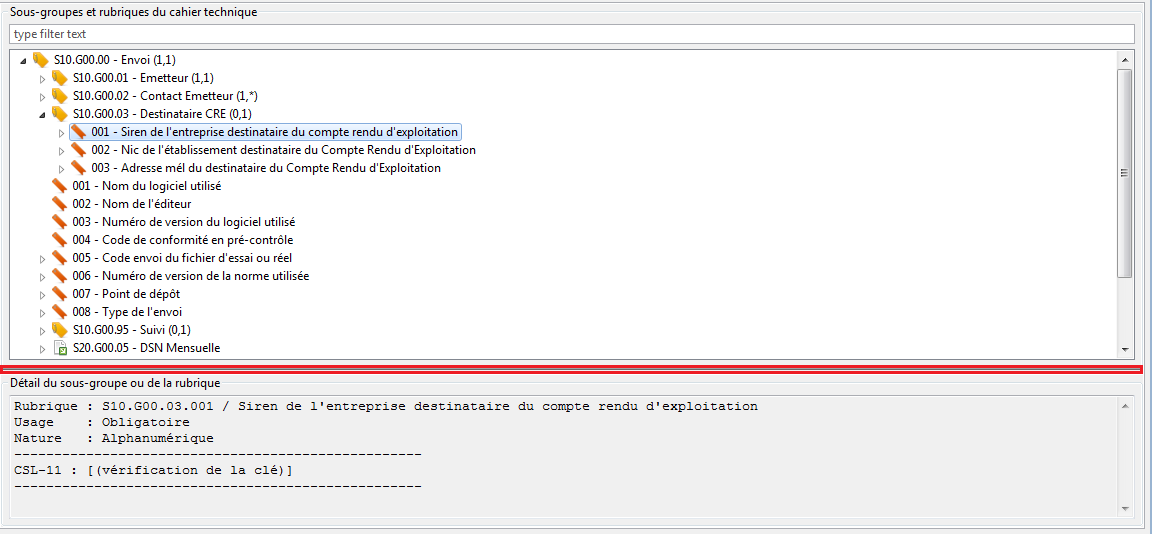 Sous-groupes et rubriques du cahier technique
type filter text
S10.G00.00 - Envoi (1,1)
S10.G00.01 - Emetteur (1,1)
S10.G00.02 - Contact Emetteur (1,*)
S10.G00.03 - Destinataire CRE (0,1)
001 - Siren de l'entreprise destinataire du compte rendu d'exploitation
002 - Nic de l'établissement destinataire du Compte Rendu d'Exploitation
003 - Adresse mél du destinataire du Compte Rendu d'Exploitation
001 - Nom du logiciel utilisé
002 - Nom de l'éditeur
003 - Numéro de version du logiciel utilisé
004 - Code de conformité en pré-contrôle
005 - Code envoi du fichier d'essai ou réel
006 - Numéro de version de la norme utilisée
007 - Point de dépôt
008 - Type de l'envoi
S10.G00.95 - Suivi (0,1)
S20.G00.05 - DSN Mensuelle
Détail du sous-groupe ou de la rubrique
Rubrique : S10.G00.03.001 / Siren de l'entreprise destinataire du compte rendu d'exploitation
Usage    : Obligatoire
Nature   : Alphanumérique
---------------------------------------------------
CSL-11 : [(vérification de la clé)]
---------------------------------------------------